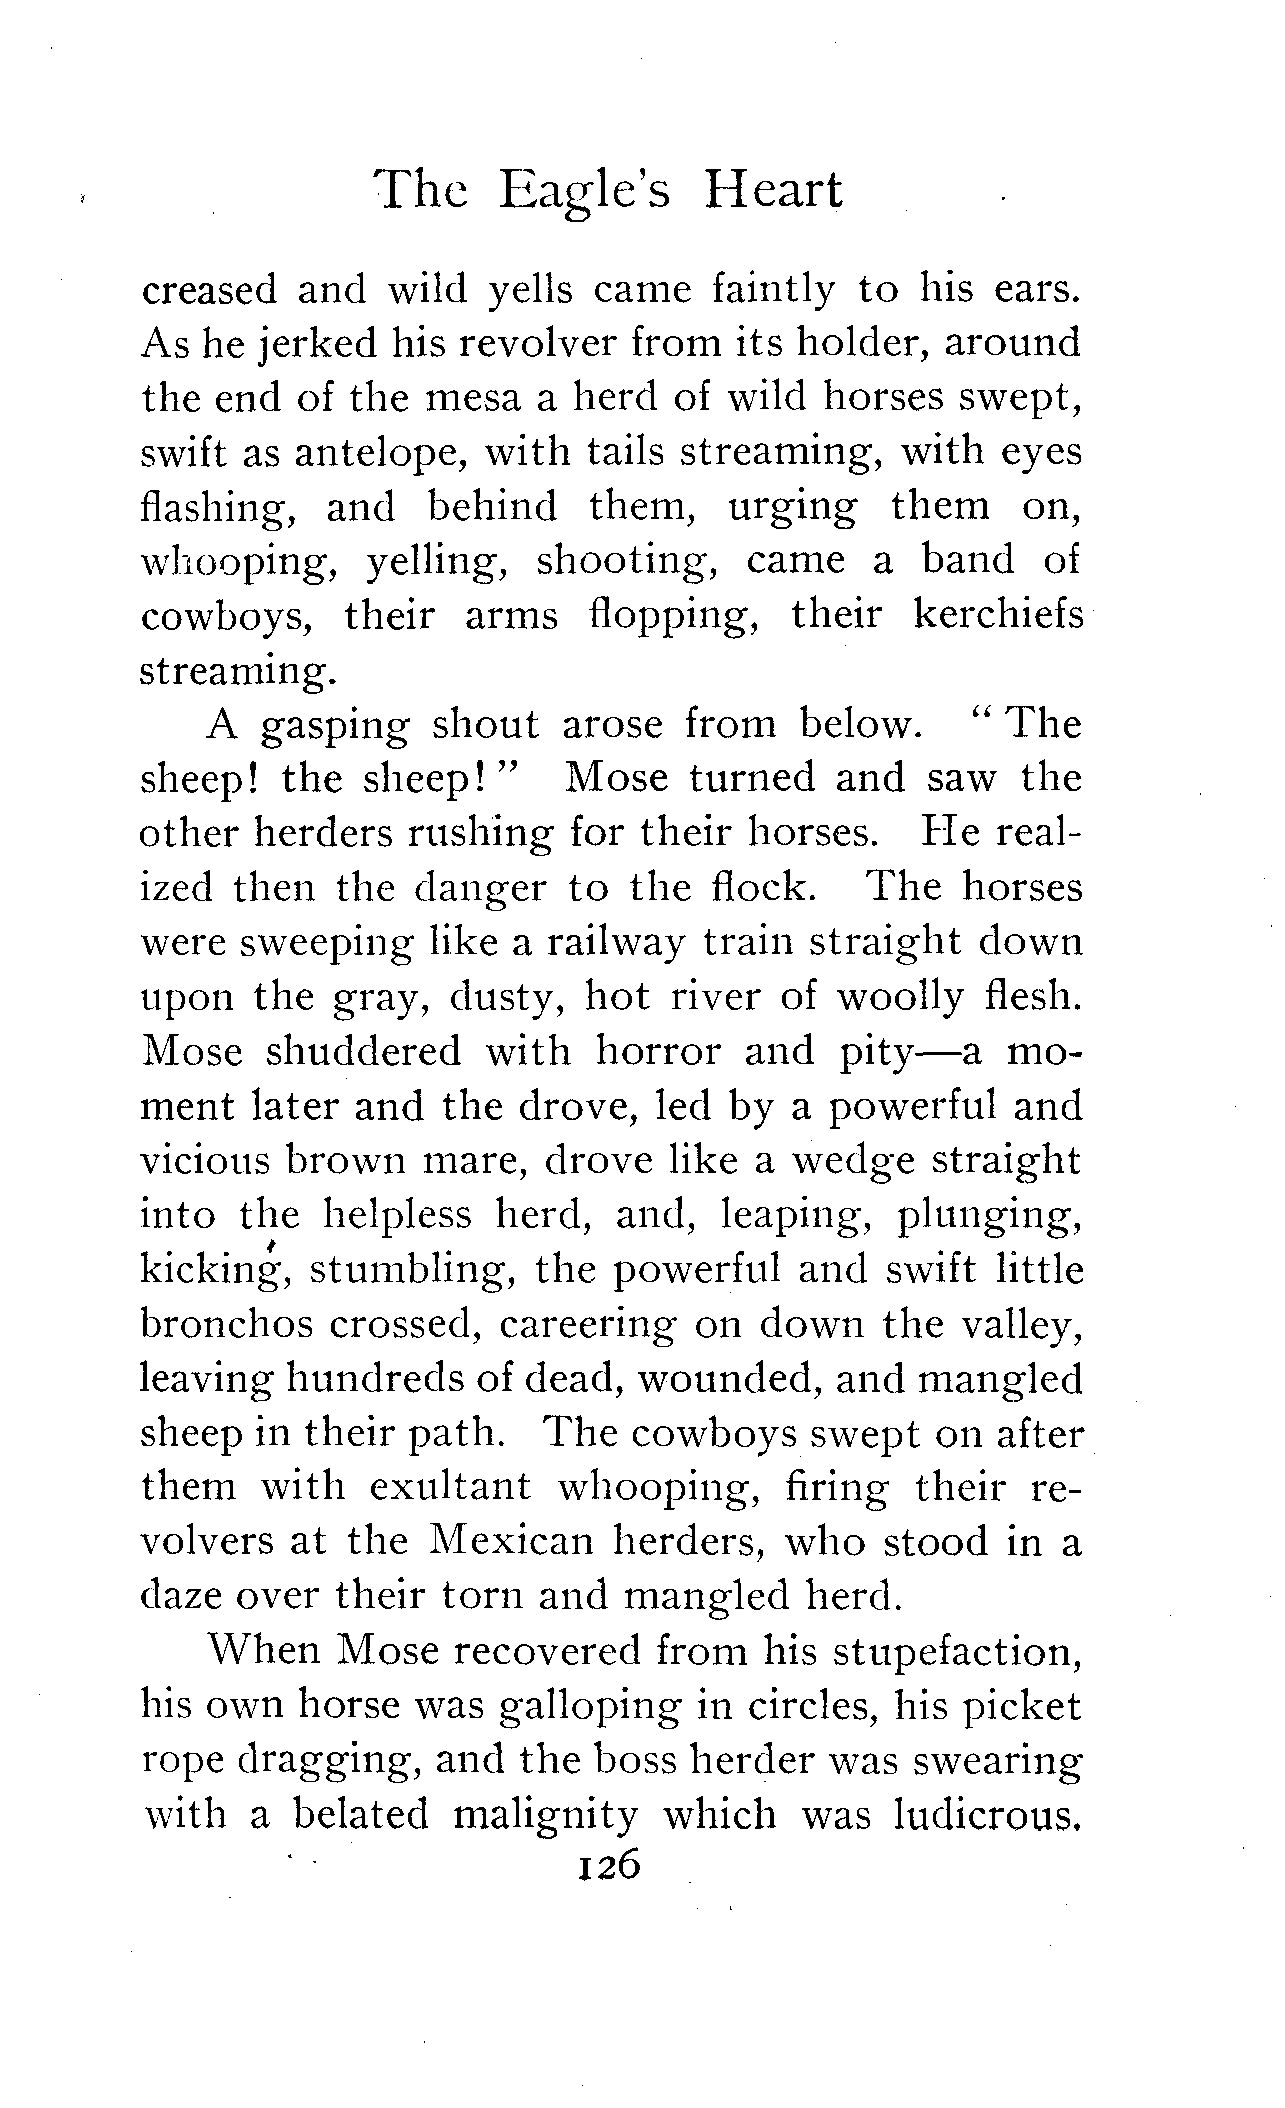 The Eagle's Heart
creased and wild yells came faintly to his ears.
As he jerked his revolver from its holder, around
the end of the mesa a herd of wild horses swept,
swift as antelope, with tails streaming, with eyes
flashing, and behind them, urging them on,
whooping, yelling, shooting, came a band of
cowboys, their arms flopping, their kerchiefs
streaming.
A gasping shout arose from below. “ The
sheep! the sheep! ” Mose turned and saw the
other herders rushing for their horses. He real-
ized then the danger to the flock. The horses
were sweeping like a railway train straight down
upon the gray, dusty, hot river of woolly flesh.
Mose shuddered with horror and pity—a mo-
ment later and the drove, led by a powerful and
vicious brown mare, drove like a wedge straight
into the helpless herd, and, leaping, plunging,
kicking, stumbling, the powerful and swift little
bronchos crossed, careering on down the valley,
leaving hundreds of dead, wounded, and mangled
sheep in their path. The cowboys swept on after
them with exultant whooping, firing their re-
volvers at the Mexican herders, who stood in a
daze over their torn and mangled herd.
When Mose recovered from his stupefaction,
his own horse was galloping in circles, his picket
rope dragging, and the boss herder was swearing
with a belated malignity which was ludicrous.
126